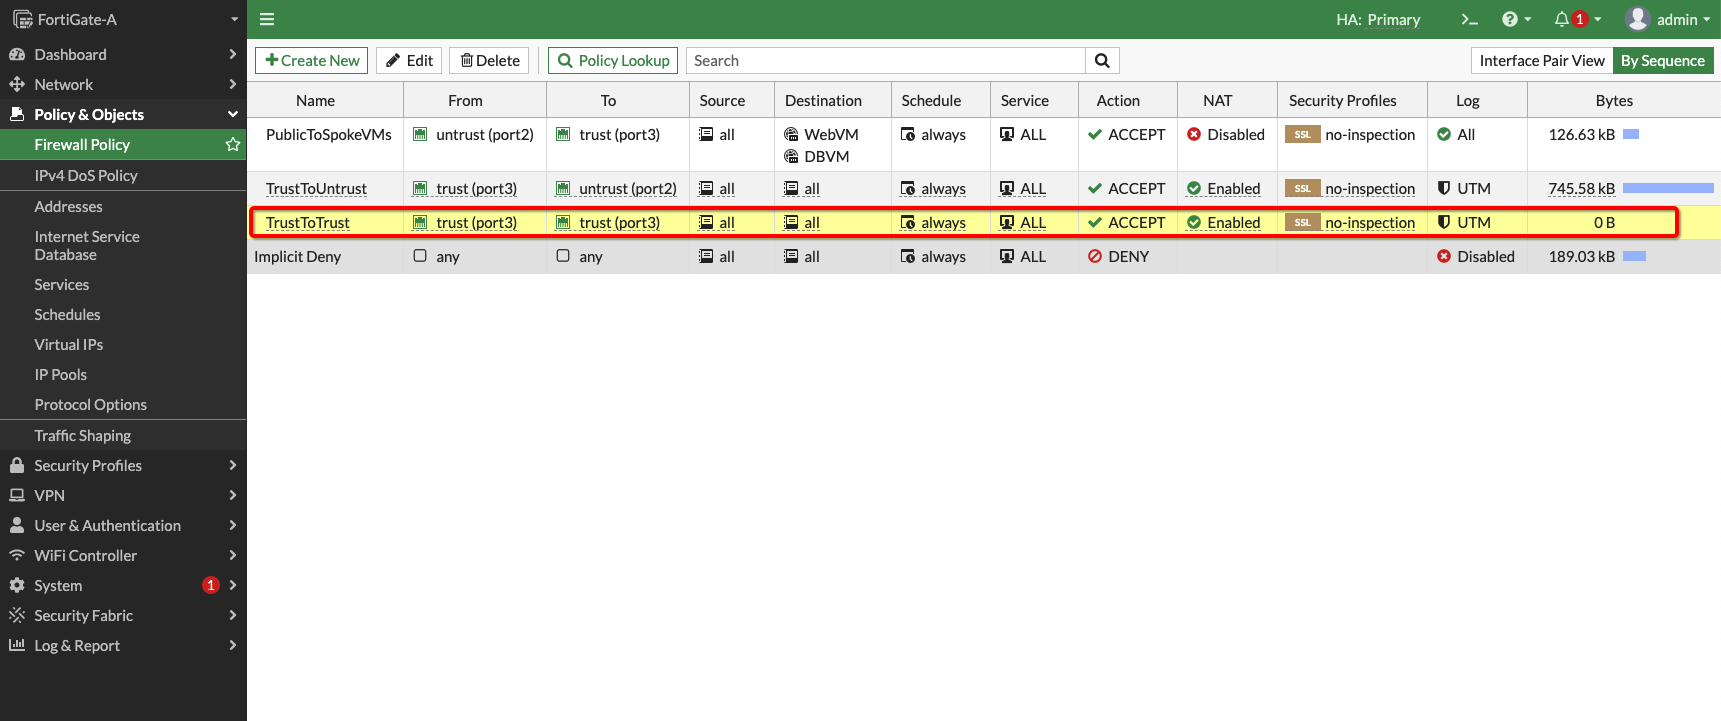 FortiGate-A
HA: Primary
1
admin
Dashboard
Network
Policy & Objects
Firewall Policy
IPv4 DoS Policy
Addresses
Internet Service
Database
Services
Schedules
Virtual IPs
IP Pools
Protocol Options
Traffic Shaping
Security Profiles
VPN
User & Authentication
WiFi Controller
System 1
Security Fabric
Log & Report
Create New Edit Delete Policy Lookup Search Interface Pair View By Sequence
Name From To Source Destination Schedule Service Action NAT Security Profiles Log Bytes
PublicToSpokeVMs untrust (port2) trust (port3) all WebVM always ALL ACCEPT Disabled SSL no-inspection All 126.63 kB
DBVM
TrustToUntrust trust (port3) untrust (port2) all all always ALL ACCEPT Enabled SSL no-inspection UTM 745.58 kB
TrustToTrust trust (port3) trust (port3) all all always ALL ACCEPT Enabled SSL no-inspection UTM 0 B
Implicit Deny any any all all always ALL DENY Disabled 189.03 kB